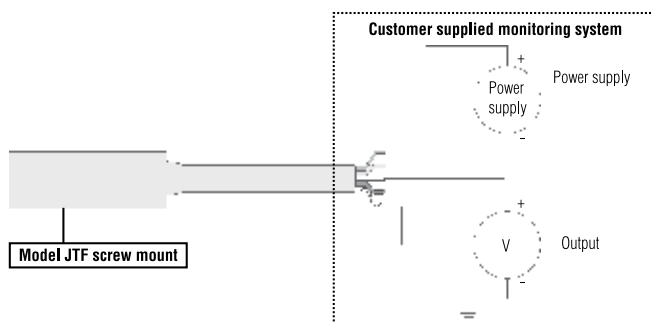 Customer supplied monitoring system
+
Power
supply
Power supply
-
Model JTF screw mount
+
V
Output
-